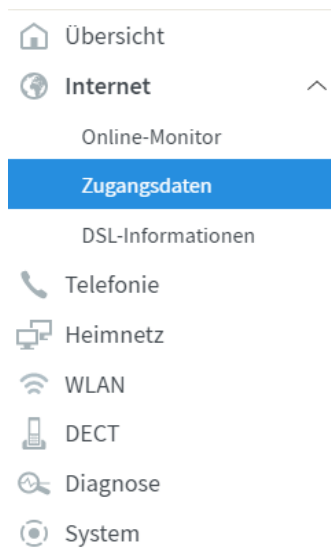 Übersicht
Internet
Online-Monitor
Zugangsdaten
DSL-Informationen
Telefonie
Heimnetz
WLAN
DECT
Diagnose
System